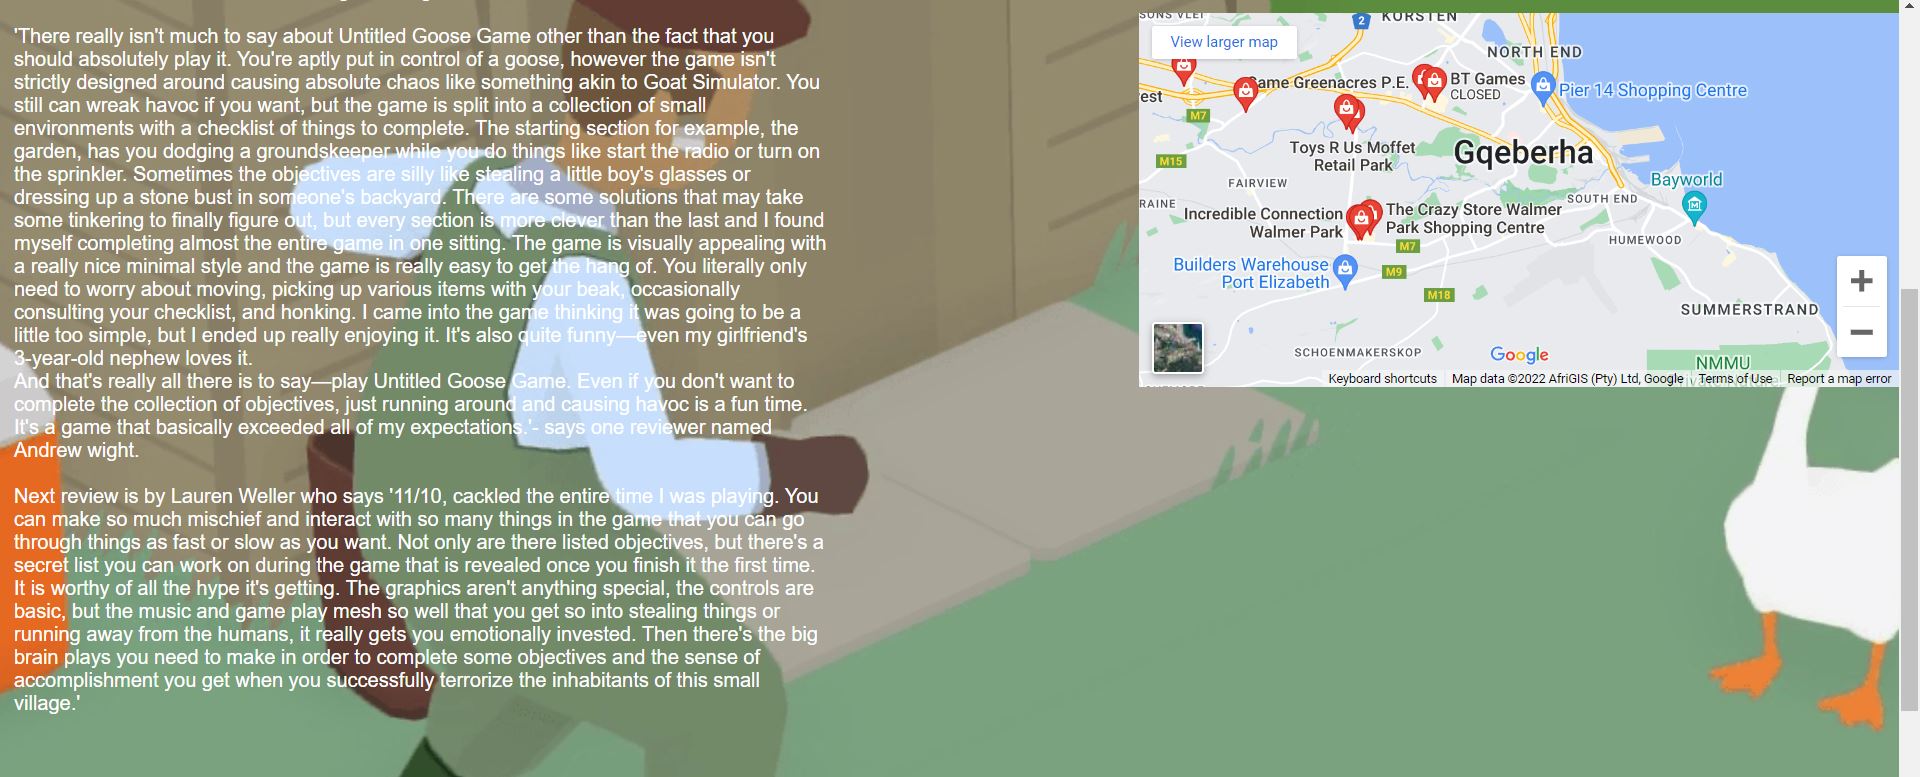 'There really isn't much to say about Untitled Goose Game other than the fact that you
should absolutely play it. You're aptly put in control of a goose, however the game isn't
strictly designed around causing absolute chaos like something akin to Goat Simulator. You
still can wreak havoc if you want, but the game is split into a collection of small
environments with a checklist of things to complete. The starting section for example, the
garden, has you dodging a groundskeeper while you do things like start the radio or turn on
the sprinkler. Sometimes the objectives are silly like stealing a little boy's glasses or
dressing up a stone bust in someone's backyard. There are some solutions that may take
some tinkering to finally figure out, but every section is more clever than the last and I found
myself completing almost the entire game in one sitting. The game is visually appealing with
a really nice minimal style and the game is really easy to get the hang of. You literally only
need to worry about moving, picking up various items with your beak, occasionally
consulting your checklist, and honking. I came into the game thinking it was going to be a
little too simple, but I ended up really enjoying it. It's also quite funny—even my girlfriend's
3-year-old nephew loves it.
And that's really all there is to say—play Untitled Goose Game. Even if you don't want to
complete the collection of objectives, just running around and causing havoc is a fun time.
It's a game that basically exceeded all of my expectations.'- says one reviewer named
Andrew wight.
Next review is by Lauren Weller who says '11/10, cackled the entire time I was playing. You
can make so much mischief and interact with so many things in the game that you can go
through things as fast or slow as you want. Not only are there listed objectives, but there's a
secret list you can work on during the game that is revealed once you finish it the first time.
It is worthy of all the hype it's getting. The graphics aren't anything special, the controls are
basic, but the music and game play mesh so well that you get so into stealing things or
running away from the humans, it really gets you emotionally invested. Then there's the big
brain plays you need to make in order to complete some objectives and the sense of
accomplishment you get when you successfully terrorize the inhabitants of this small
village.'
KORSTEN
2
View larger map
NORTH END
Game Greenacres P.E.
BT Games
CLOSED
Pier 14 Shopping Centre
M7
Toys R Us Moffet
Retail Park
Gqeberha
M15
FAIRVIEW
Bayworld
SOUTH END
Incredible Connection
Walmer Park
The Crazy Store Walmer
Park Shopping Centre
HUMEWOOD
M7
Builders Warehouse
Port Elizabeth
M9
M18
SUMMERSTRAND
SCHOENMAKERSKOP
Google
NMMU
Keyboard shortcuts
Map data ©2022 AfriGIS (Pty) Ltd, Google
Terms of Use
Report a map error